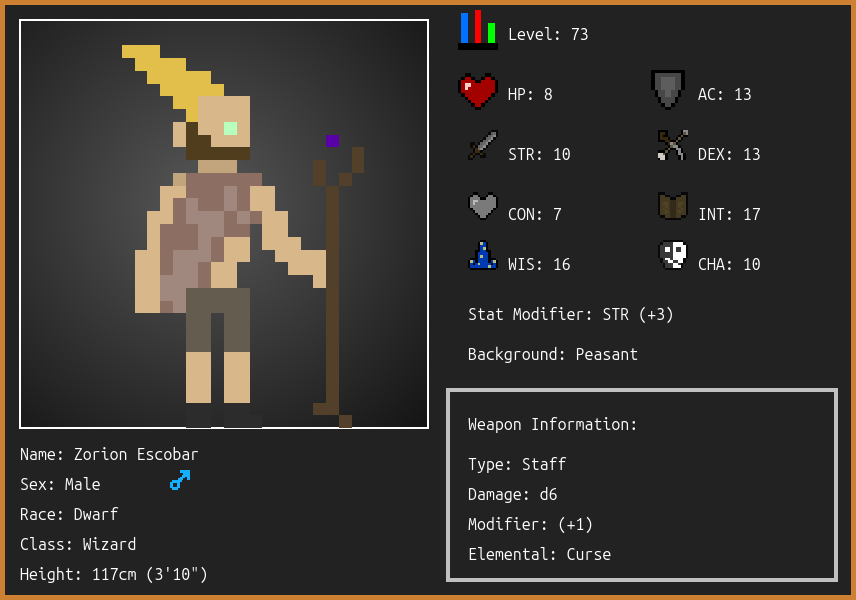 Level: 73
HP: 8
AC: 13
STR: 10
DEX: 13
CON: 7
INT: 17
WIS: 16
CHA: 10
Stat Modifier: STR (+3)
Background: Peasant
Weapon Information:
Type: Staff
Damage: d6
Modifier: (+1)
Elemental: Curse
Name: Zorion Escobar
Sex: Male
Race: Dwarf
Class: Wizard
Height: 117cm (3'10")